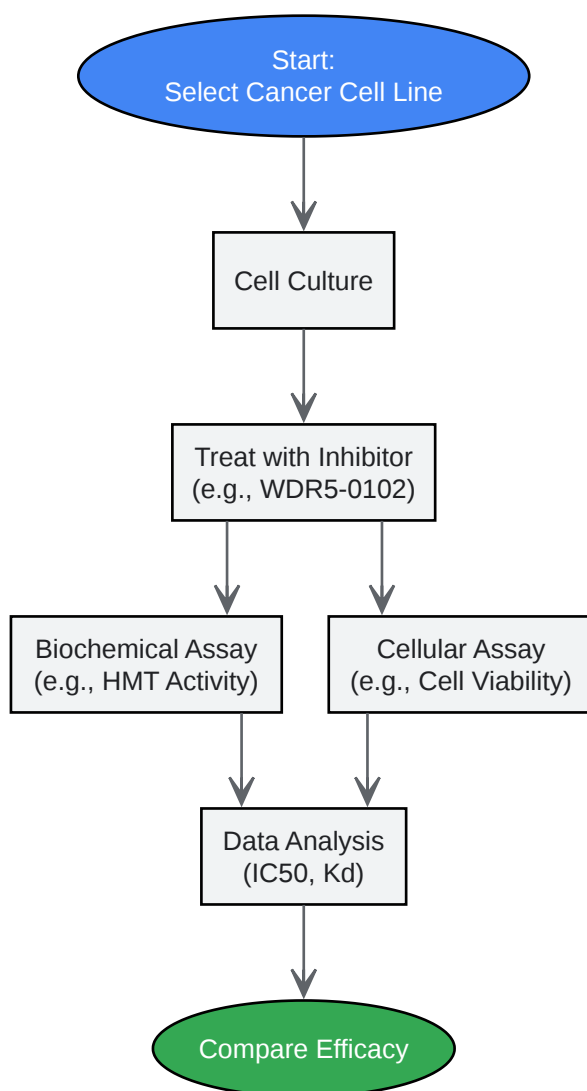 Start:
Select Cancer Cell Line
Cell Culture
Treat with Inhibitor
(e.g., WDR5-0102)
Biochemical Assay
(e.g., HMT Activity)
Cellular Assay
(e.g., Cell Viability)
Data Analysis
(IC50, Kd)
Compare Efficacy